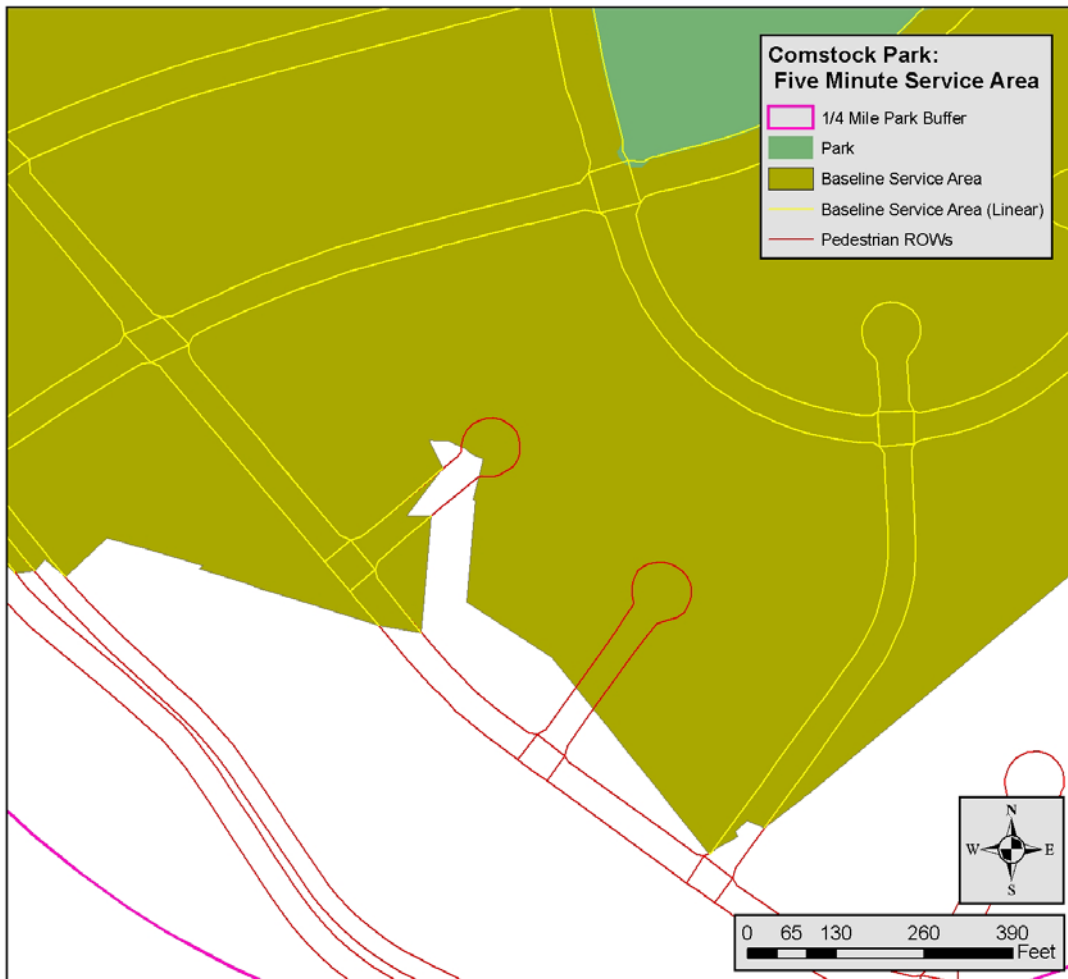 Comstock Park:
Five Minute Service Area
1/4 Mile Park Buffer
Park
Baseline Service Area
Baseline Service Area (Linear)
Pedestrian ROWs
N
W E
S
0 65 130 260 390
Feet